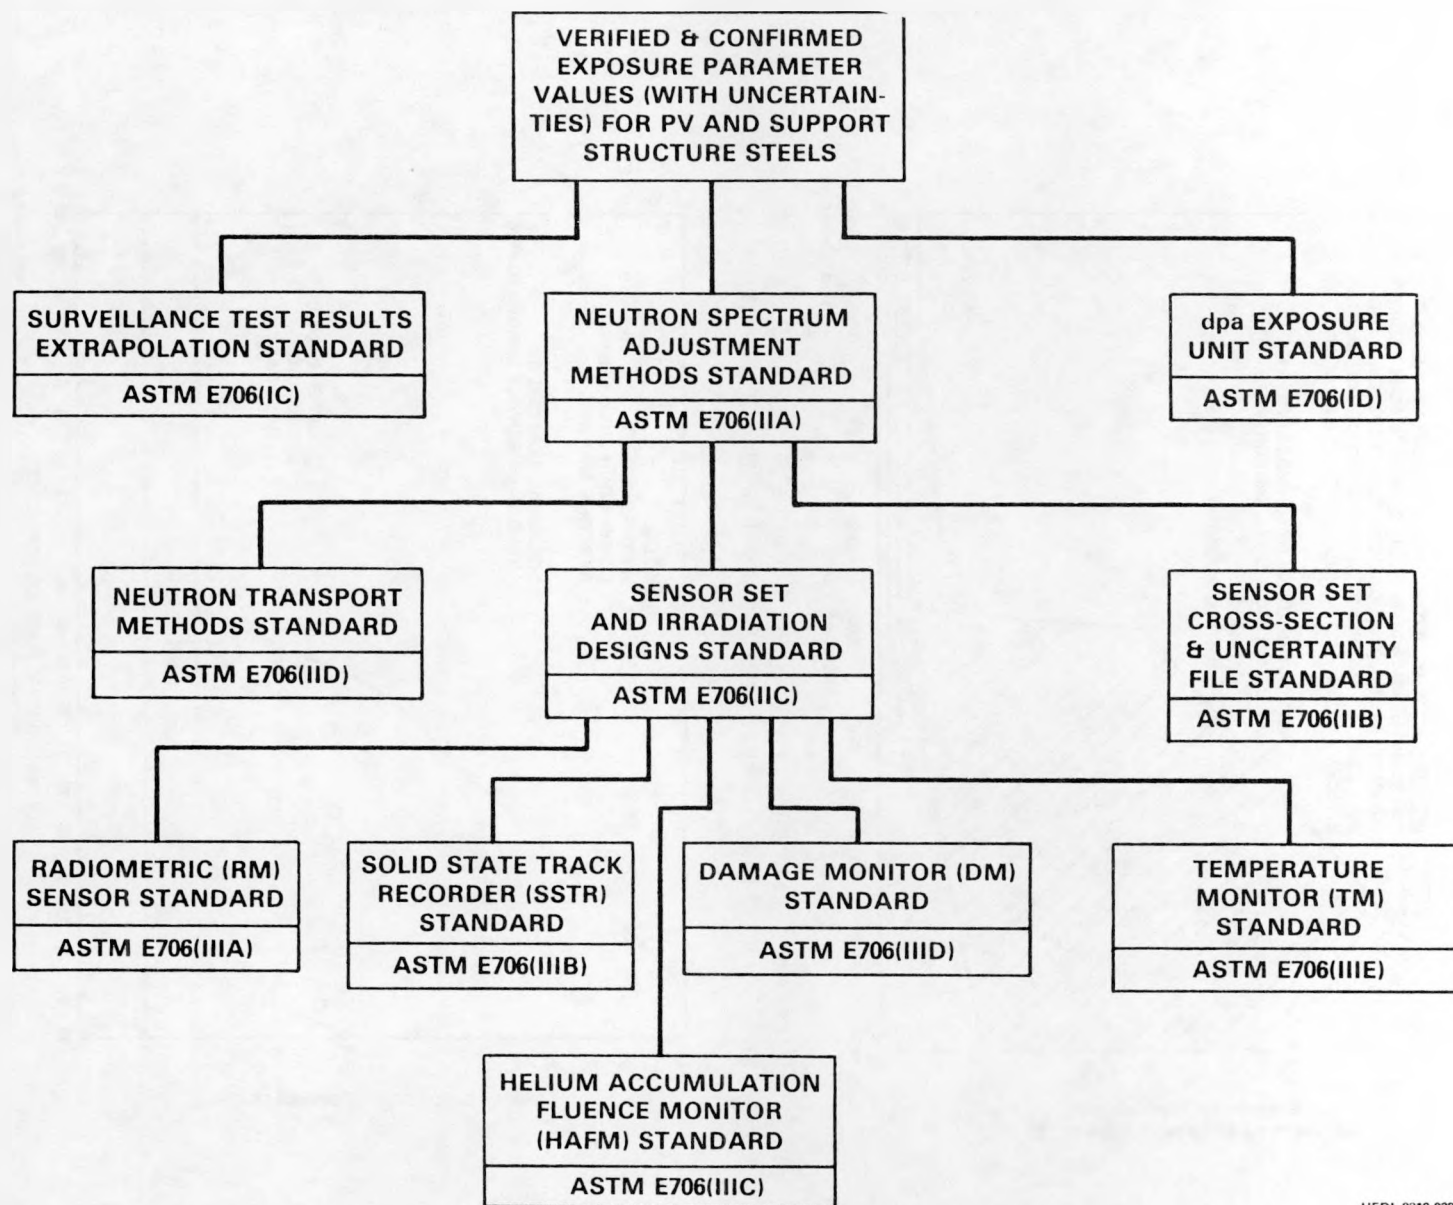 VERIFIED & CONFIRMED
EXPOSURE PARAMETER
VALUES (WITH UNCERTAIN-
TIES) FOR PV AND SUPPORT
STRUCTURE STEELS
SURVEILLANCE TEST RESULTS
EXTRAPOLATION STANDARD
ASTM E706(IC)
NEUTRON SPECTRUM
ADJUSTMENT
METHODS STANDARD
ASTM E706(IIA)
dpa EXPOSURE
UNIT STANDARD
ASTM E706(ID)
NEUTRON TRANSPORT
METHODS STANDARD
ASTM E706(IID)
SENSOR SET
AND IRRADIATION
DESIGNS STANDARD
ASTM E706(IIC)
SENSOR SET
CROSS-SECTION
& UNCERTAINTY
FILE STANDARD
ASTM E706(IIB)
RADIOMETRIC (RM)
SENSOR STANDARD
ASTM E706(IIIA)
SOLID STATE TRACK
RECORDER (SSTR)
STANDARD
ASTM E706(IIIB)
DAMAGE MONITOR (DM)
STANDARD
ASTM E706(IIID)
TEMPERATURE
MONITOR (TM)
STANDARD
ASTM E706(IIIE)
HELIUM ACCUMULATION
FLUENCE MONITOR
(HAFM) STANDARD
ASTM E706(IIIC)